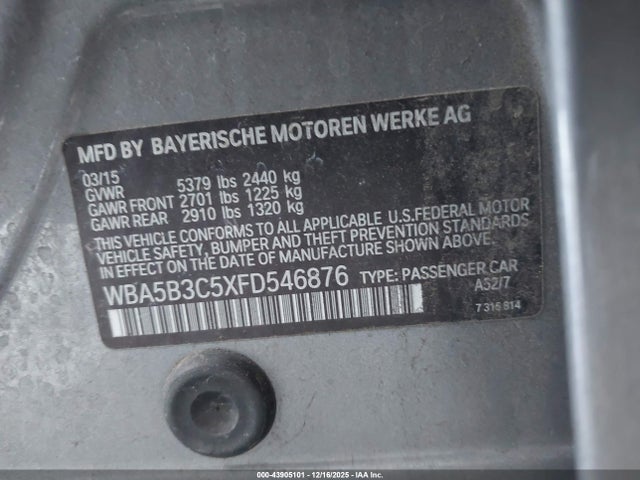 MFD BY BAYERISCHE MOTOREN WERKE AG
03/15
GVWR 5379 lbs 2440 kg
GAWR FRONT 2701 lbs 1225 kg
GAWR REAR 2910 lbs 1320 kg
THIS VEHICLE CONFORMS TO ALL APPLICABLE U.S.FEDERAL MOTOR
VEHICLE SAFETY, BUMPER AND THEFT PREVENTION STANDARDS
IN EFFECT ON THE DATE OF MANUFACTURE SHOWN ABOVE.
WBA5B3C5XFD546876 TYPE: PASSENGER CAR
A52/7
7 316 814
000-43905101 | 12/16/2025 - IAA Inc.